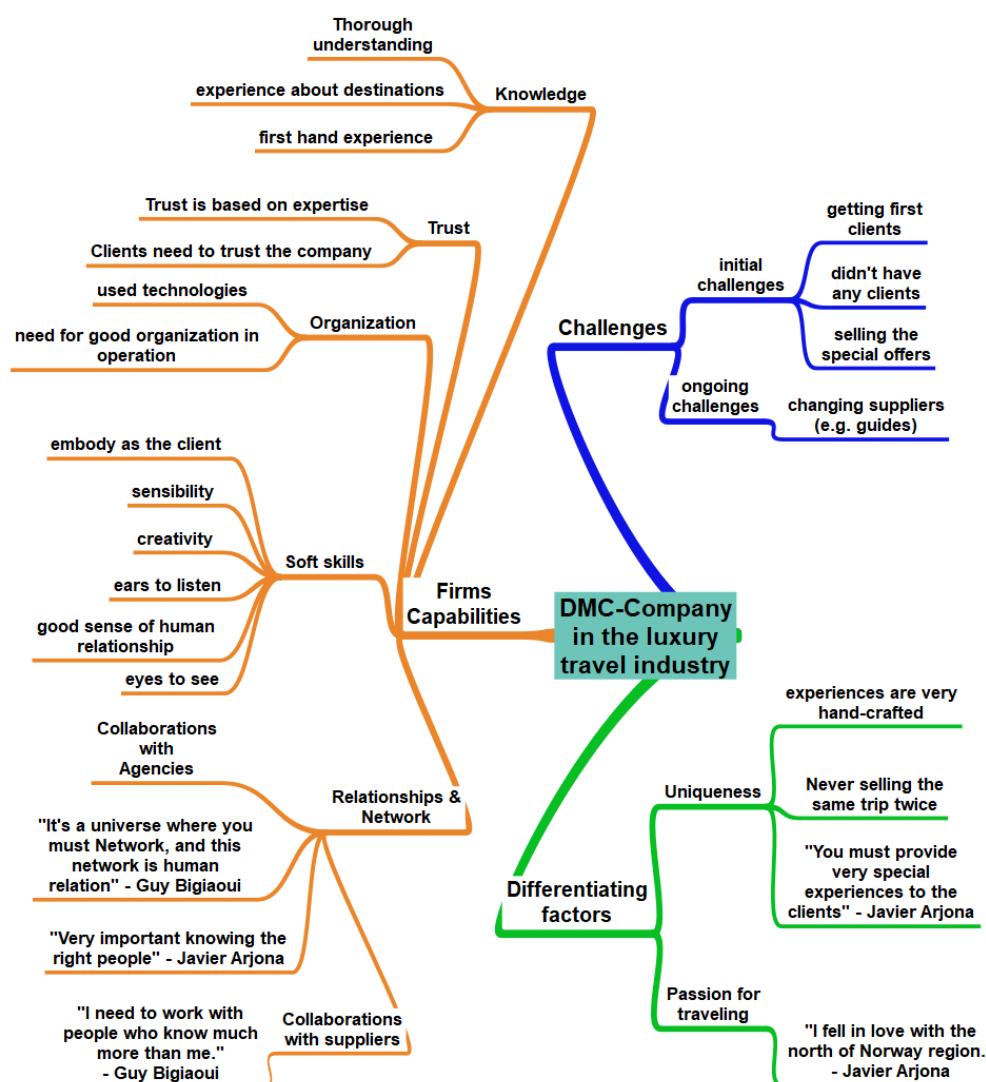 DMC-Company
in the luxury
travel industry
Firms
Capabilities
Knowledge
Thorough
understanding
experience about destinations
first hand experience
Trust
Trust is based on expertise
Clients need to trust the company
Organization
used technologies
need for good organization in
operation
Soft skills
embody as the client
sensibility
creativity
ears to listen
good sense of human
relationship
eyes to see
Relationships &
Network
Collaborations
with
Agencies
"It's a universe where you
must Network, and this
network is human
relation" - Guy Bigiaoui
"Very important knowing the
right people" - Javier Arjona
Collaborations
with suppliers
"I need to work with
people who know much
more than me."
- Guy Bigiaoui
Challenges
initial
challenges
getting first
clients
didn't have
any clients
selling the
special offers
ongoing
challenges
changing suppliers
(e.g. guides)
Differentiating
factors
Uniqueness
experiences are very
hand-crafted
Never selling the
same trip twice
"You must provide
very special
experiences to the
clients" - Javier Arjona
Passion for
traveling
"I fell in love with the
north of Norway region.
- Javier Arjona